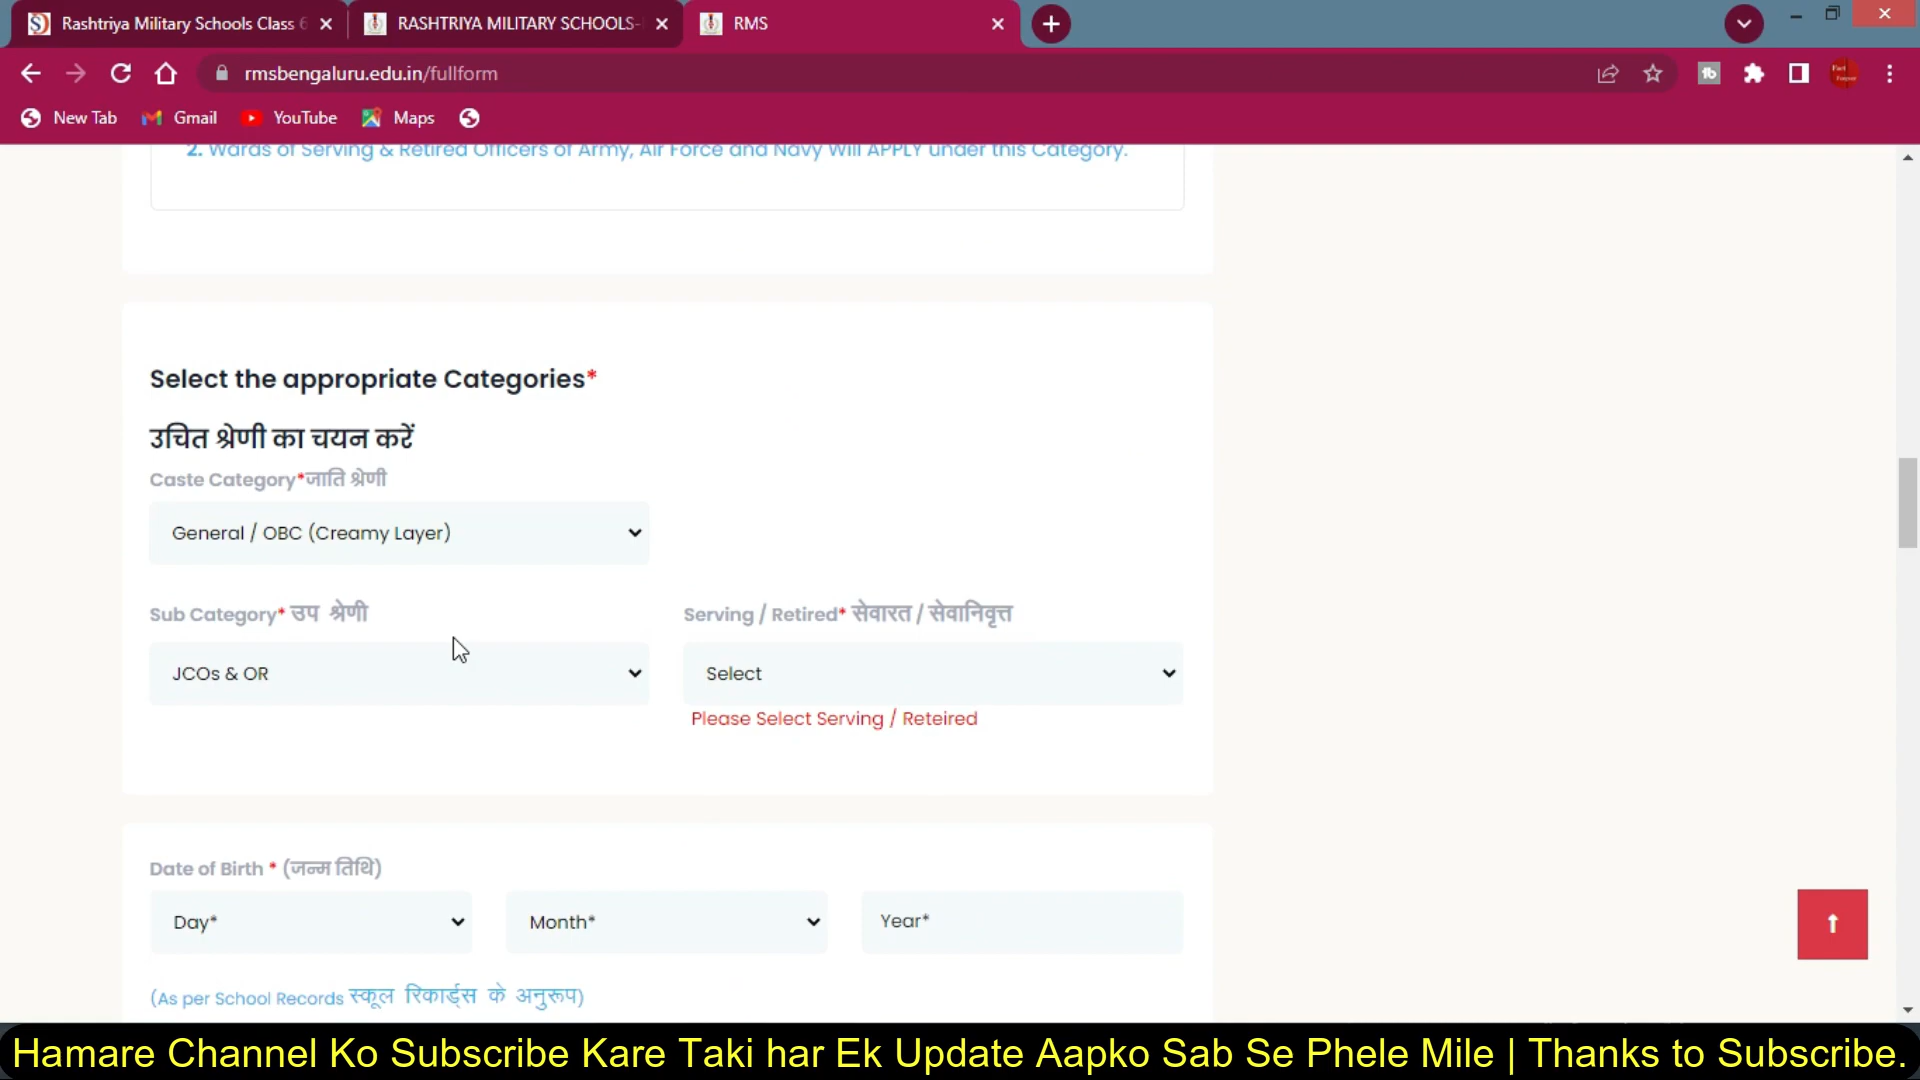 Rashtriya Military Schools Class 6
RASHTRIYA MILITARY SCHOOLS-
RMS
rmsbengaluru.edu.in/fullform
New Tab
Gmail
YouTube
Maps
2. Wards of Serving & Retired Officers of Army, Air Force and Navy Will APPLY under this Category.
Select the appropriate Categories*
उचित श्रेणी का चयन करें
Caste Category*जाति श्रेणी
General / OBC (Creamy Layer)
Sub Category* उप श्रेणी
Serving / Retired* सेवारत / सेवानिवृत्त
JCOs & OR
Select
Please Select Serving / Reteired
Date of Birth * (जन्म तिथि)
Day*
Month*
Year*
(As per School Records स्कूल रिकार्ड्स के अनुरूप)
Hamare Channel Ko Subscribe Kare Taki har Ek Update Aapko Sab Se Phele Mile | Thanks to Subscribe.